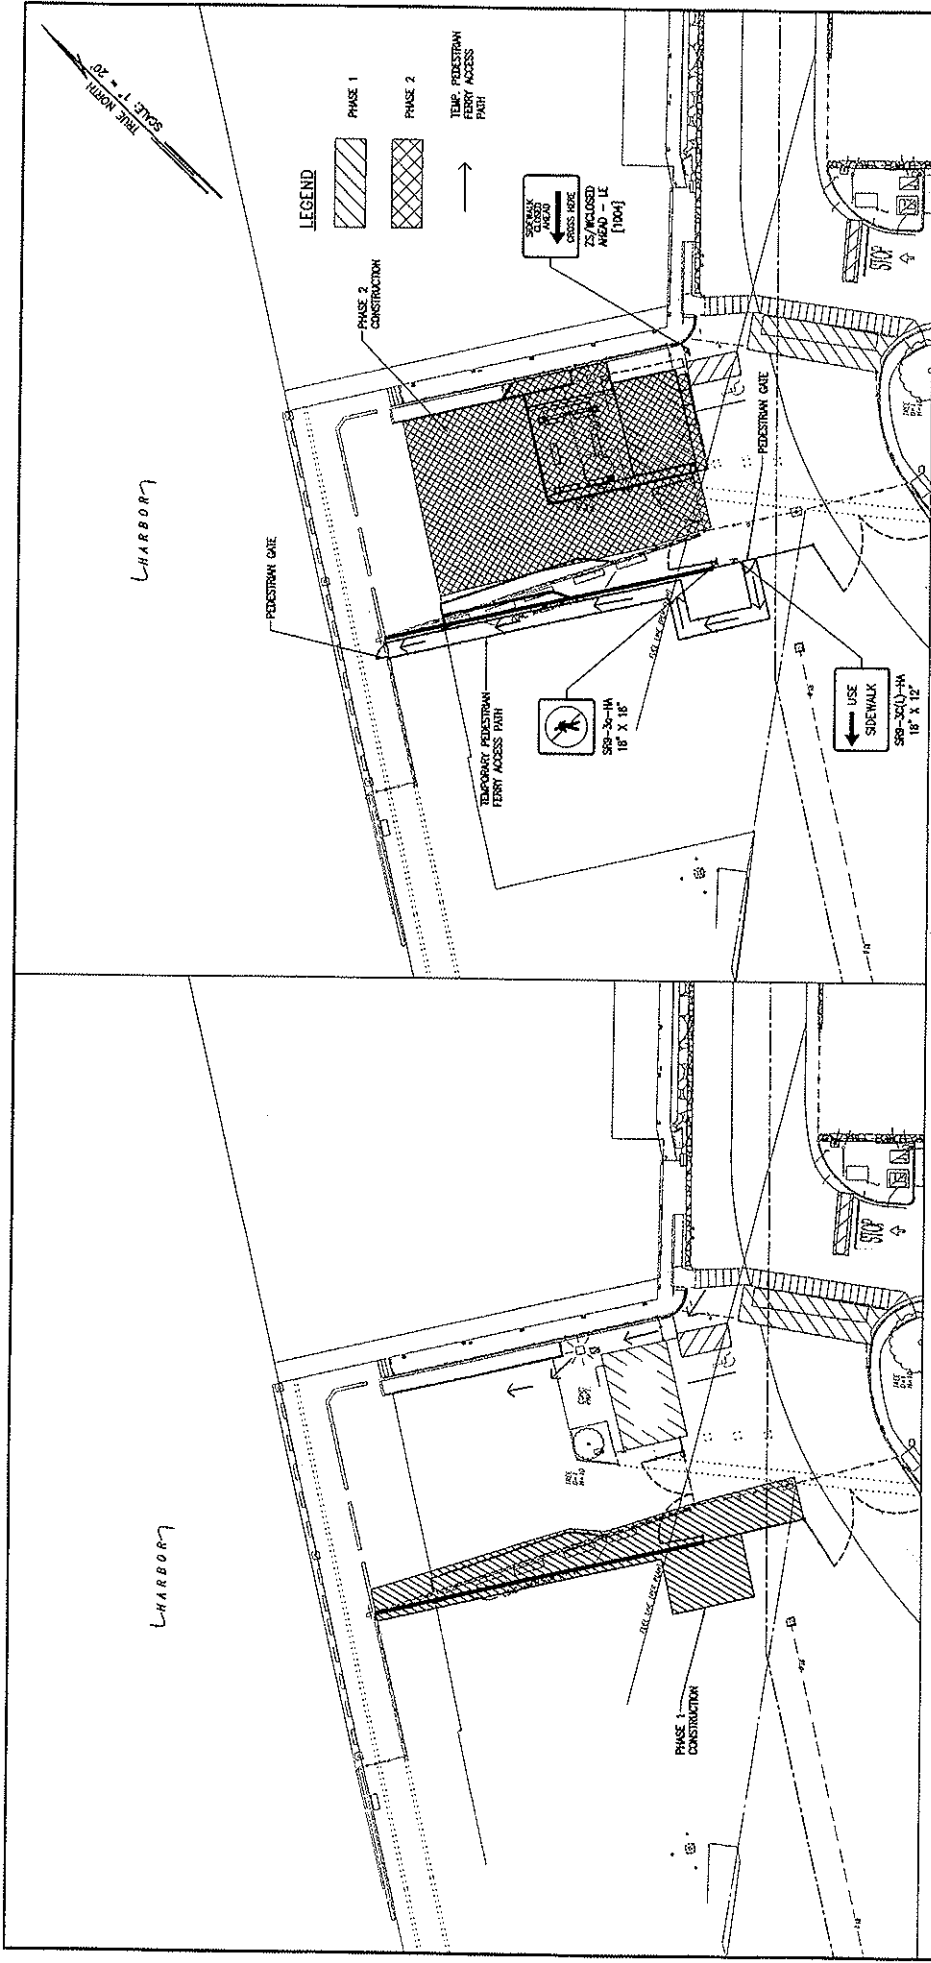 (HARBOR)
PHASE 1
CONSTRUCTION
STOP
(HARBOR)
PEDESTRIAN GATE
TEMPORARY PEDESTRIAN
FERRY ACCESS PATH
SR9-3a-HA
18" X 18"
← USE
SIDEWALK
SR9-3C(L)-HA
18" X 12"
PEDESTRIAN GATE
PHASE 2
CONSTRUCTION
SIDEWALK
CLOSED
AHEAD
←
CROSS HERE
ZS/WCLOSED
AHEAD - LE
[1004]
STOP
LEGEND
PHASE 1
PHASE 2
TEMP. PEDESTRIAN
FERRY ACCESS
PATH
TRUE NORTH
SCALE: 1" = 20'